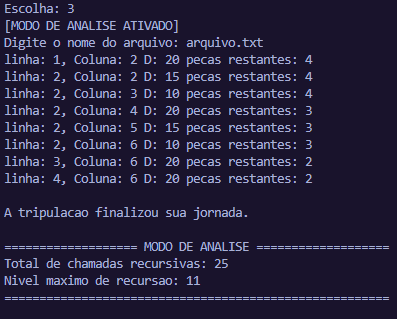 Escolha: 3
[MODO DE ANALISE ATIVADO]
Digite o nome do arquivo: arquivo.txt
linha: 1, Coluna: 2 D: 20 pecas restantes: 4
linha: 2, Coluna: 2 D: 15 pecas restantes: 4
linha: 2, Coluna: 3 D: 10 pecas restantes: 4
linha: 2, Coluna: 4 D: 20 pecas restantes: 3
linha: 2, Coluna: 5 D: 15 pecas restantes: 3
linha: 2, Coluna: 6 D: 10 pecas restantes: 3
linha: 3, Coluna: 6 D: 20 pecas restantes: 2
linha: 4, Coluna: 6 D: 20 pecas restantes: 2
A tripulacao finalizou sua jornada.
=================== MODO DE ANALISE ===================
Total de chamadas recursivas: 25
Nivel maximo de recursao: 11
=======================================================